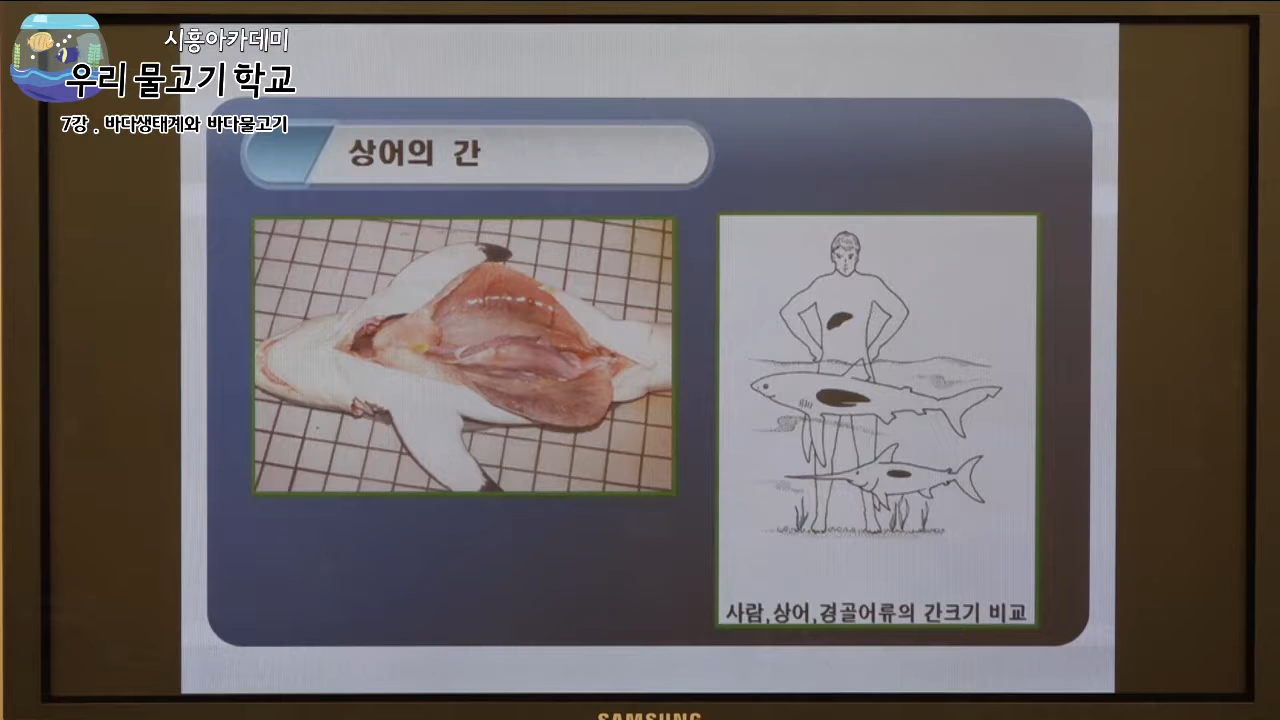 시흥아카데미
우리 물고기 학교
7강 . 바다생태계와 바다물고기
상어의 간
사람,상어,경골어류의 간크기 비교
SAMSUNG